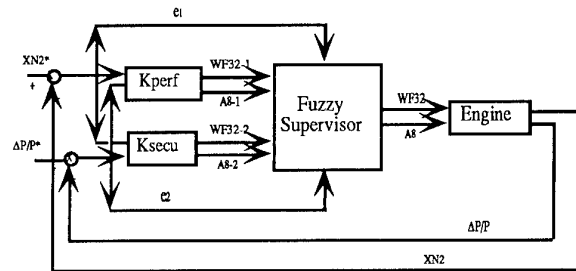 e1
XN2*
+
Kperf
WF32-1
A8-1
Fuzzy
Supervisor
WF32
A8
Engine
ΔP/P*
Ksecu
WF32-2
A8-2
e2
ΔP/P
XN2